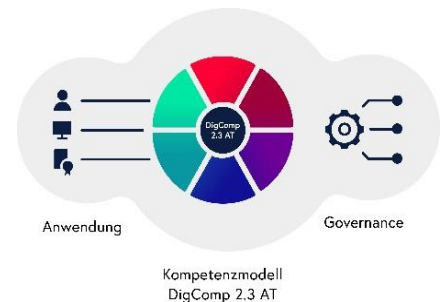 DigComp
2.3 AT
Anwendung
Governance
Kompetenzmodell
DigComp 2.3 AT